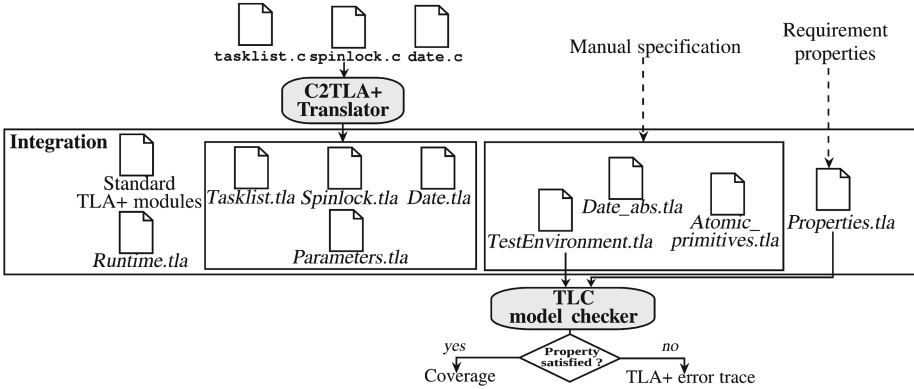 tasklist.c spinlock.c date.c
Manual specification
Requirement
properties
C2TLA+
Translator
Integration
Standard
TLA+ modules
Runtime.tla
Tasklist.tla
Spinlock.tla
Date.tla
Parameters.tla
Date_abs.tla
TestEnvironment.tla
Atomic_
primitives.tla
Properties.tla
TLC
model checker
yes
Property
satisfied ?
no
Coverage
TLA+ error trace